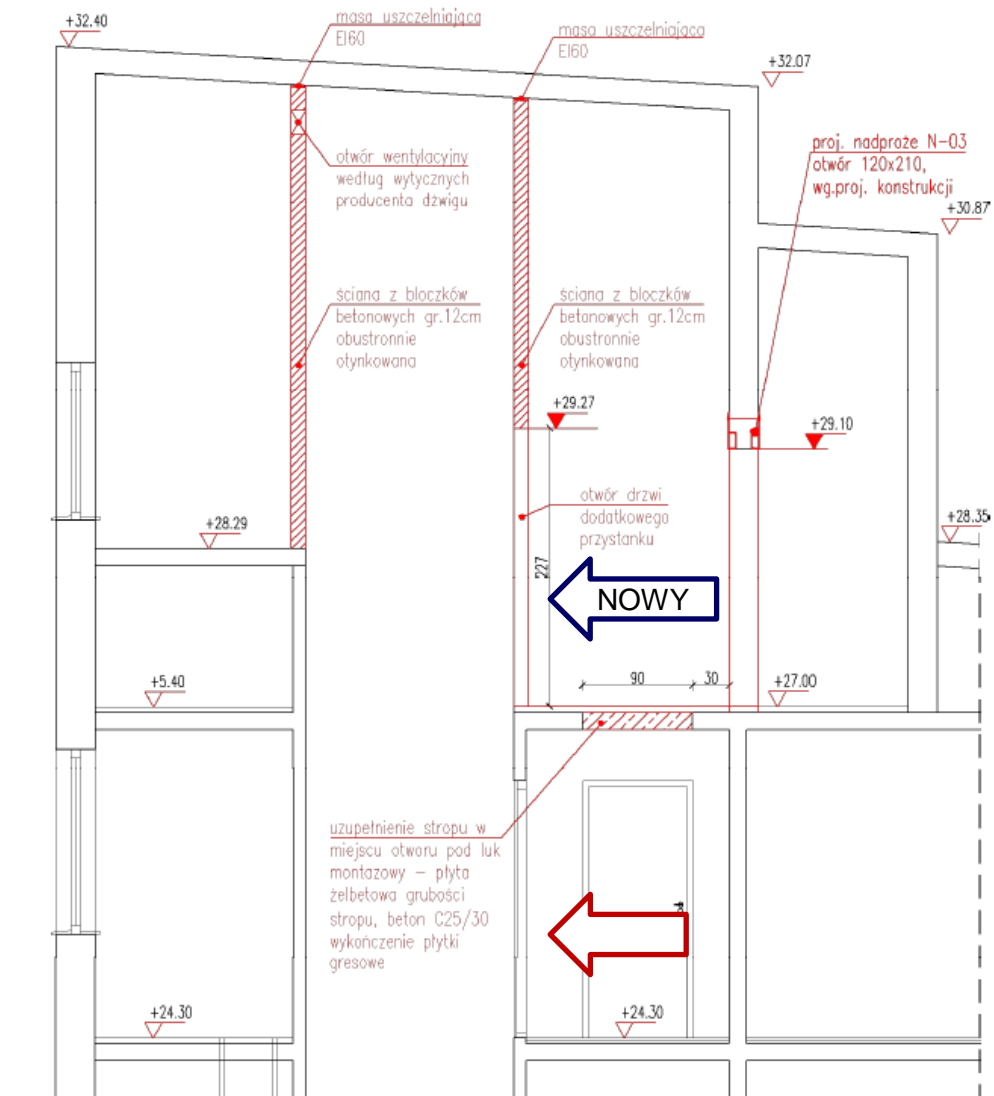 +32.40
masa uszczelniająca
EI60
masa uszczelniająca
EI60
+32.07
proj. nadproże N-03
otwór 120x210,
wg.proj. konstrukcji
+30.87
otwór wentylacyjny
według wytycznych
producenta dźwigu
ściana z bloczków
betonowych gr.12cm
obustronnie
otynkowana
ściana z bloczków
betonowych gr.12cm
obustronnie
otynkowana
+29.27
+29.10
otwór drzwi
dodatkowego
przystanku
+28.29
+28.35
227
NOWY
+5.40
90
30
+27.00
uzupełnienie stropu w
miejscu otworu pod luk
montazowy – płyta
żelbetowa grubości
stropu, beton C25/30
wykończenie płytki
gresowe
+24.30
+24.30